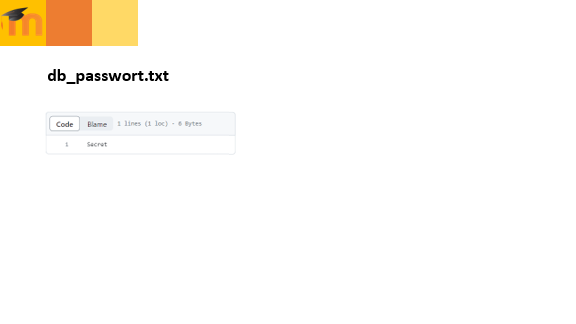 m
db_passwort.txt
Code Blame 1 lines (1 loc) · 6 Bytes
1 Secret